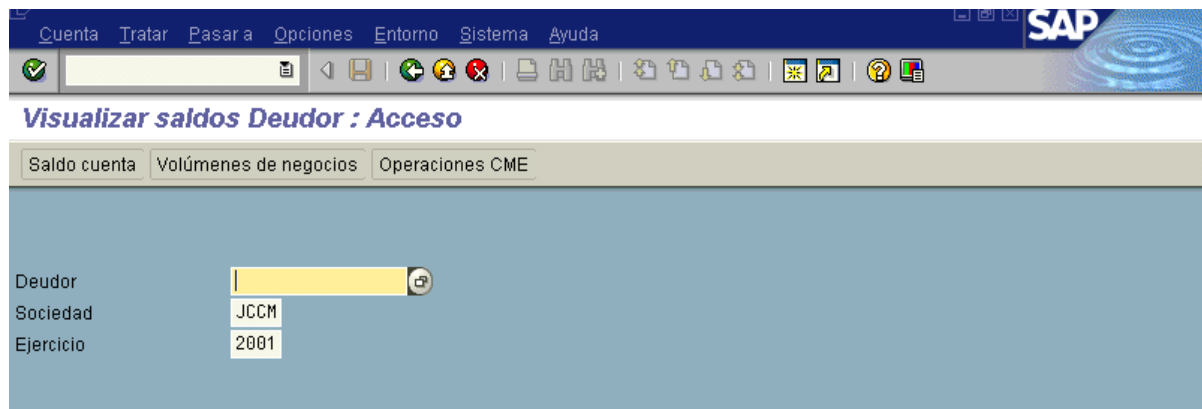 Cuenta Tratar Pasar a Opciones Entorno Sistema Ayuda
SAP
Visualizar saldos Deudor : Acceso
Saldo cuenta Volúmenes de negocios Operaciones CME
Deudor
Sociedad JCCM
Ejercicio 2001